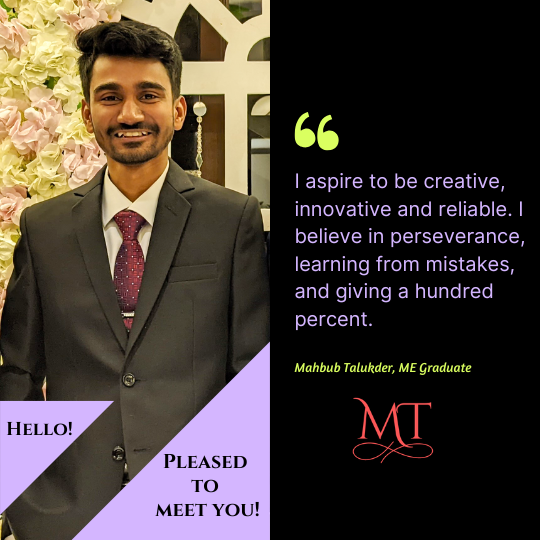 “
I aspire to be creative,
innovative and reliable. I
believe in perseverance,
learning from mistakes,
and giving a hundred
percent.
Mahbub Talukder, ME Graduate
MT
Hello!
Pleased
to
meet you!